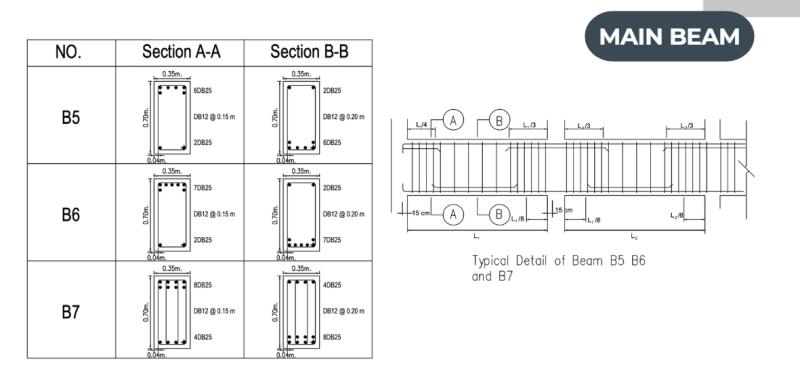 MAIN BEAM
NO.
Section A-A
Section B-B
B5
0.35m.
0.70m.
6DB25
DB12 @ 0.15 m
2DB25
0.04m.
0.35m.
0.70m.
2DB25
DB12 @ 0.20 m
6DB25
0.04m.
B6
0.35m.
0.70m.
7DB25
DB12 @ 0.15 m
2DB25
0.04m.
0.35m.
0.70m.
2DB25
DB12 @ 0.20 m
7DB25
0.04m.
B7
0.35m.
0.70m.
8DB25
DB12 @ 0.15 m
4DB25
0.04m.
0.35m.
0.70m.
4DB25
DB12 @ 0.20 m
8DB25
0.04m.
L₁/4
A
B
L₁/3
L₂/3
L₂/3
15 cm
A
B
L₁/8
15 cm
L₁/8
L₂/8
L₁
L₂
Typical Detail of Beam B5 B6
and B7